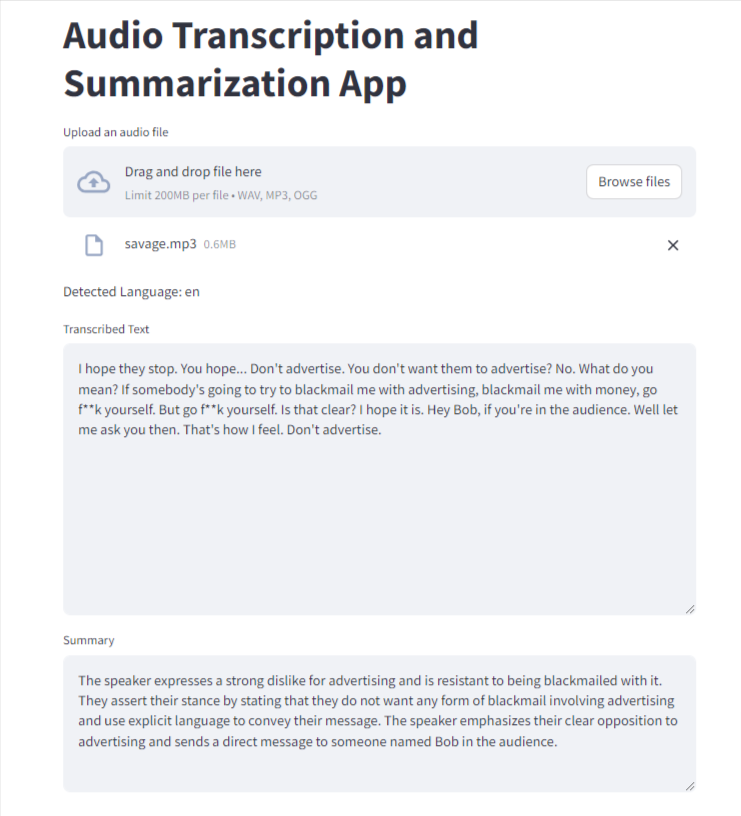 Audio Transcription and
Summarization App
Upload an audio file
Drag and drop file here
Limit 200MB per file • WAV, MP3, OGG
Browse files
savage.mp3 0.6MB
Detected Language: en
Transcribed Text
I hope they stop. You hope... Don't advertise. You don't want them to advertise? No. What do you
mean? If somebody's going to try to blackmail me with advertising, blackmail me with money, go
f**k yourself. But go f**k yourself. Is that clear? I hope it is. Hey Bob, if you're in the audience. Well let
me ask you then. That's how I feel. Don't advertise.
Summary
The speaker expresses a strong dislike for advertising and is resistant to being blackmailed with it.
They assert their stance by stating that they do not want any form of blackmail involving advertising
and use explicit language to convey their message. The speaker emphasizes their clear opposition to
advertising and sends a direct message to someone named Bob in the audience.